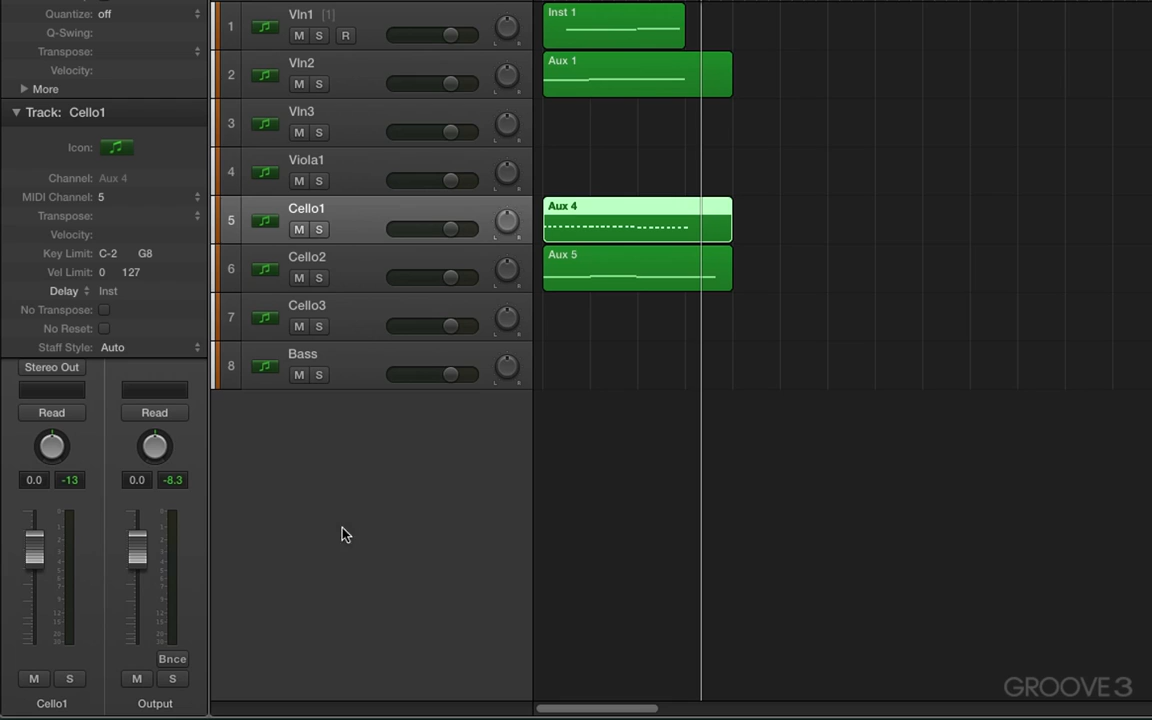 Quantize: off
Q-Swing:
Transpose:
Velocity:
More
Track: Cello1
Icon:
Channel: Aux 4
MIDI Channel: 5
Transpose:
Velocity:
Key Limit: C-2 G8
Vel Limit: 0 127
Delay Inst
No Transpose:
No Reset:
Staff Style: Auto
Stereo Out
Read Read
0.0 -13 0.0 -8.3
Bnce
M S M S
Cello1 Output
1 Vln1 [1]
M S R
L R
2 Vln2
M S
L R
3 Vln3
M S
L R
4 Viola1
M S
L R
5 Cello1
M S
L R
6 Cello2
M S
L R
7 Cello3
M S
L R
8 Bass
M S
L R
Inst 1
Aux 1
Aux 4
Aux 5
GROOVE3